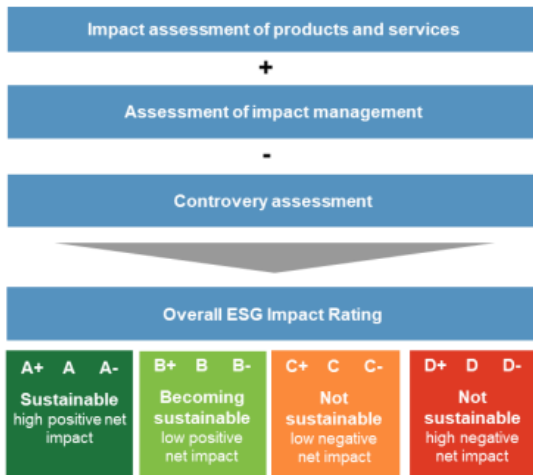 Impact assessment of products and services
+
Assessment of impact management
-
Controvery assessment
Overall ESG Impact Rating
A+ A A-
Sustainable
high positive net
impact
B+ B B-
Becoming
sustainable
low positive
net impact
C+ C C-
Not
sustainable
low negative
net impact
D+ D D-
Not
sustainable
high negative
net impact